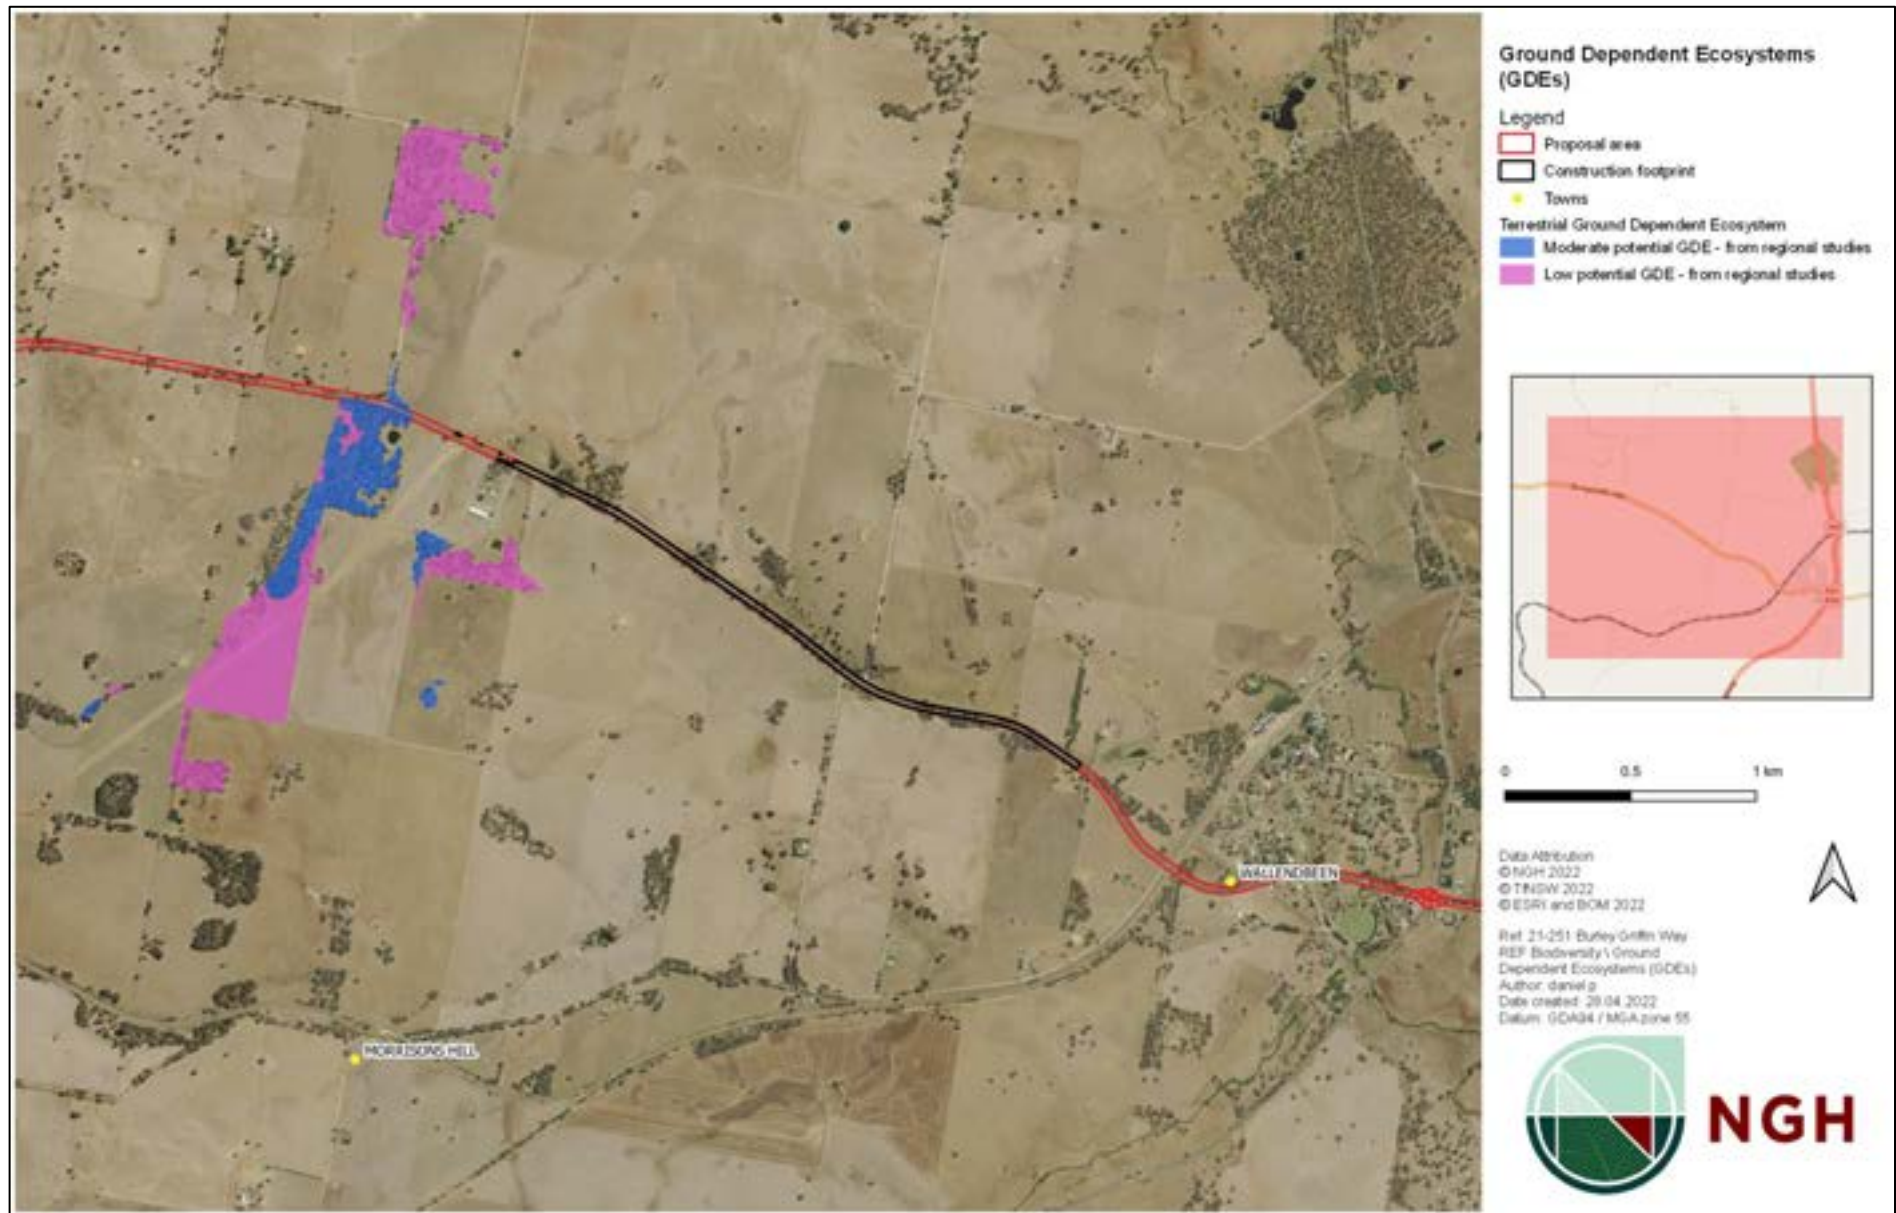 Ground Dependent Ecosystems
(GDEs)
Legend
Proposal area
Construction footprint
Towns
Terrestrial Ground Dependent Ecosystem
Moderate potential GDE - from regional studies
Low potential GDE - from regional studies
0 0.5 1 km
WALLENDBEEN
MORRISONS HILL
Data Attribution
© NGH 2022
© TfNSW 2022
© ESRI and BOM 2022
Ref: 21-251 Burley Griffin Way
REF Biodiversity \ Ground
Dependent Ecosystems (GDEs)
Author: daniel.p
Date created: 28.04.2022
Datum: GDA94 / MGA zone 55
NGH